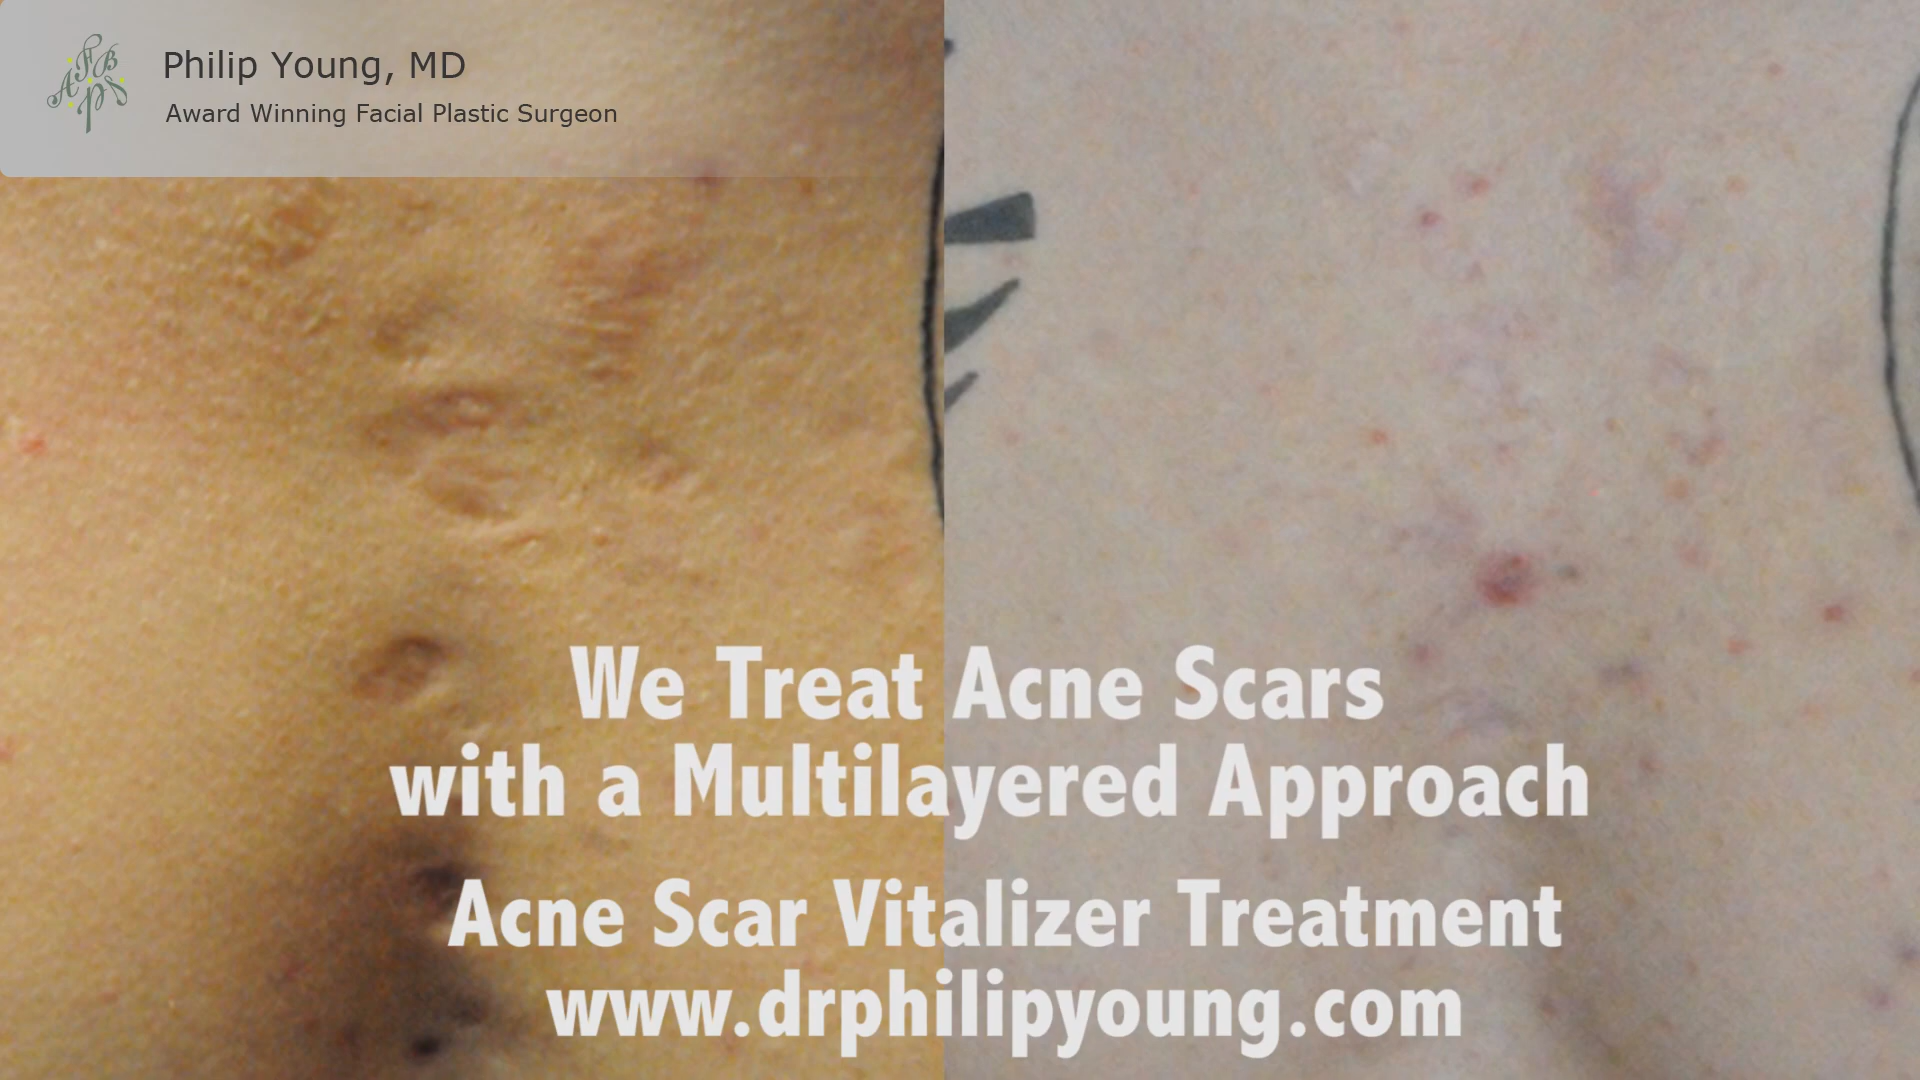 Philip Young, MD
Award Winning Facial Plastic Surgeon
We Treat Acne Scars
with a Multilayered Approach
Acne Scar Vitalizer Treatment
www.drphilipyoung.com